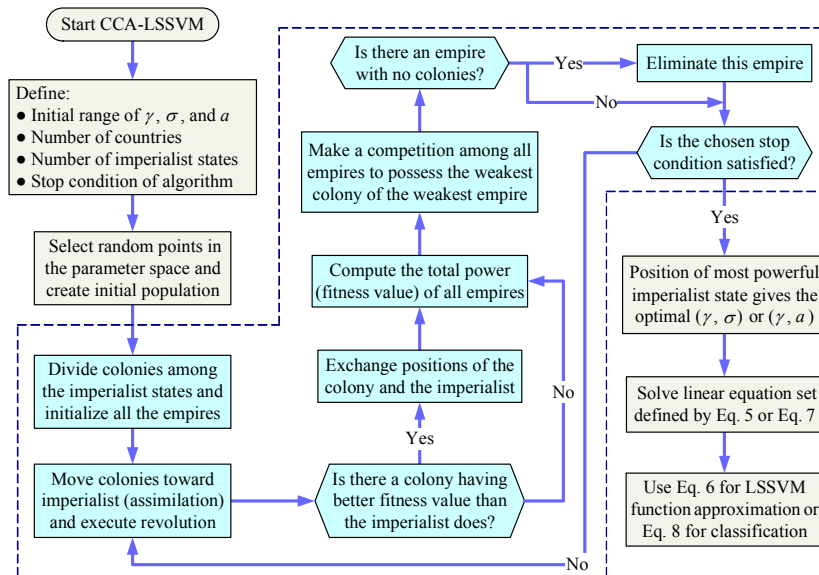 Start CCA-LSSVM
Define:
● Initial range of γ, σ, and a
● Number of countries
● Number of imperialist states
● Stop condition of algorithm
Select random points in
the parameter space and
create initial population
Divide colonies among
the imperialist states and
initialize all the empires
Move colonies toward
imperialist (assimilation)
and execute revolution
Is there a colony having
better fitness value than
the imperialist does?
Yes
No
Exchange positions of the
colony and the imperialist
Compute the total power
(fitness value) of all empires
Make a competition among all
empires to possess the weakest
colony of the weakest empire
Is there an empire
with no colonies?
Yes
No
Eliminate this empire
Is the chosen stop
condition satisfied?
No
Yes
Position of most powerful
imperialist state gives the
optimal (γ, σ) or (γ, a)
Solve linear equation set
defined by Eq. 5 or Eq. 7
Use Eq. 6 for LSSVM
function approximation or
Eq. 8 for classification